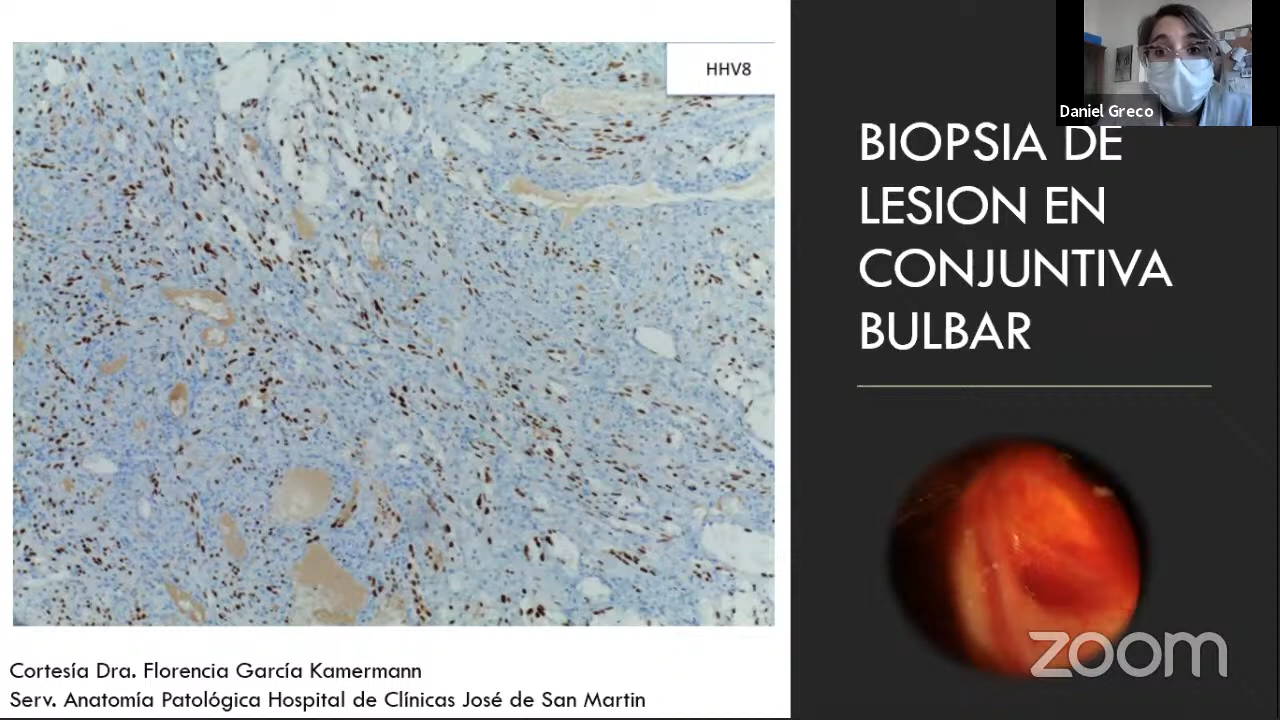 HHV8
Daniel Greco
BIOPSIA DE
LESION EN
CONJUNTIVA
BULBAR
zoom
Cortesía Dra. Florencia García Kamermann
Serv. Anatomía Patológica Hospital de Clínicas José de San Martin